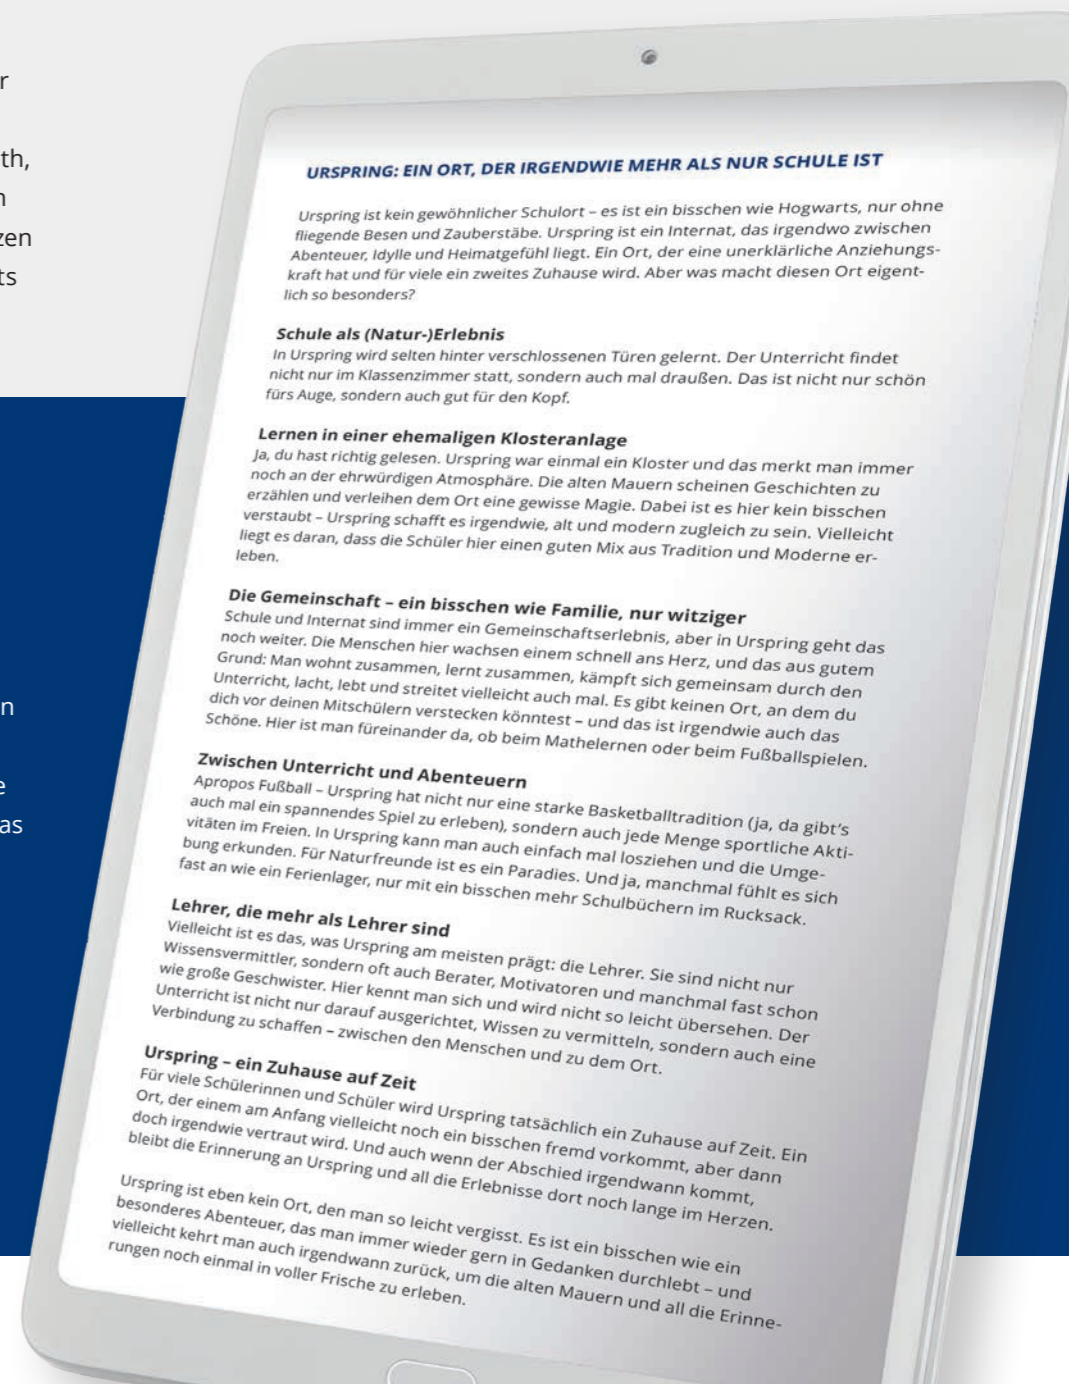 r
th,
n
zen
ts
n
e
as
URSPRING: EIN ORT, DER IRGENDWIE MEHR ALS NUR SCHULE IST
Urspring ist kein gewöhnlicher Schulort – es ist ein bisschen wie Hogwarts, nur ohne
fliegende Besen und Zauberstäbe. Urspring ist ein Internat, das irgendwo zwischen
Abenteuer, Idylle und Heimatgefühl liegt. Ein Ort, der eine unerklärliche Anziehungs-
kraft hat und für viele ein zweites Zuhause wird. Aber was macht diesen Ort eigent-
lich so besonders?
Schule als (Natur-)Erlebnis
In Urspring wird selten hinter verschlossenen Türen gelernt. Der Unterricht findet
nicht nur im Klassenzimmer statt, sondern auch mal draußen. Das ist nicht nur schön
fürs Auge, sondern auch gut für den Kopf.
Lernen in einer ehemaligen Klosteranlage
Ja, du hast richtig gelesen. Urspring war einmal ein Kloster und das merkt man immer
noch an der ehrwürdigen Atmosphäre. Die alten Mauern scheinen Geschichten zu
erzählen und verleihen dem Ort eine gewisse Magie. Dabei ist es hier kein bisschen
verstaubt – Urspring schafft es irgendwie, alt und modern zugleich zu sein. Vielleicht
liegt es daran, dass die Schüler hier einen guten Mix aus Tradition und Moderne er-
leben.
Die Gemeinschaft – ein bisschen wie Familie, nur witziger
Schule und Internat sind immer ein Gemeinschaftserlebnis, aber in Urspring geht das
noch weiter. Die Menschen hier wachsen einem schnell ans Herz, und das aus gutem
Grund: Man wohnt zusammen, lernt zusammen, kämpft sich gemeinsam durch den
Unterricht, lacht, lebt und streitet vielleicht auch mal. Es gibt keinen Ort, an dem du
dich vor deinen Mitschülern verstecken könntest – und das ist irgendwie auch das
Schöne. Hier ist man füreinander da, ob beim Mathelernen oder beim Fußballspielen.
Zwischen Unterricht und Abenteuern
Apropos Fußball – Urspring hat nicht nur eine starke Basketballtradition (ja, da gibt's
auch mal ein spannendes Spiel zu erleben), sondern auch jede Menge sportliche Akti-
vitäten im Freien. In Urspring kann man auch einfach mal losziehen und die Umge-
bung erkunden. Für Naturfreunde ist es ein Paradies. Und ja, manchmal fühlt es sich
fast an wie ein Ferienlager, nur mit ein bisschen mehr Schulbüchern im Rucksack.
Lehrer, die mehr als Lehrer sind
Vielleicht ist es das, was Urspring am meisten prägt: die Lehrer. Sie sind nicht nur
Wissensvermittler, sondern oft auch Berater, Motivatoren und manchmal fast schon
wie große Geschwister. Hier kennt man sich und wird nicht so leicht übersehen. Der
Unterricht ist nicht nur darauf ausgerichtet, Wissen zu vermitteln, sondern auch eine
Verbindung zu schaffen – zwischen den Menschen und zu dem Ort.
Urspring – ein Zuhause auf Zeit
Für viele Schülerinnen und Schüler wird Urspring tatsächlich ein Zuhause auf Zeit. Ein
Ort, der einem am Anfang vielleicht noch ein bisschen fremd vorkommt, aber dann
doch irgendwie vertraut wird. Und auch wenn der Abschied irgendwann kommt,
bleibt die Erinnerung an Urspring und all die Erlebnisse dort noch lange im Herzen.
Urspring ist eben kein Ort, den man so leicht vergisst. Es ist ein bisschen wie ein
besonderes Abenteuer, das man immer wieder gern in Gedanken durchlebt – und
vielleicht kehrt man auch irgendwann zurück, um die alten Mauern und all die Erinne-
rungen noch einmal in voller Frische zu erleben.